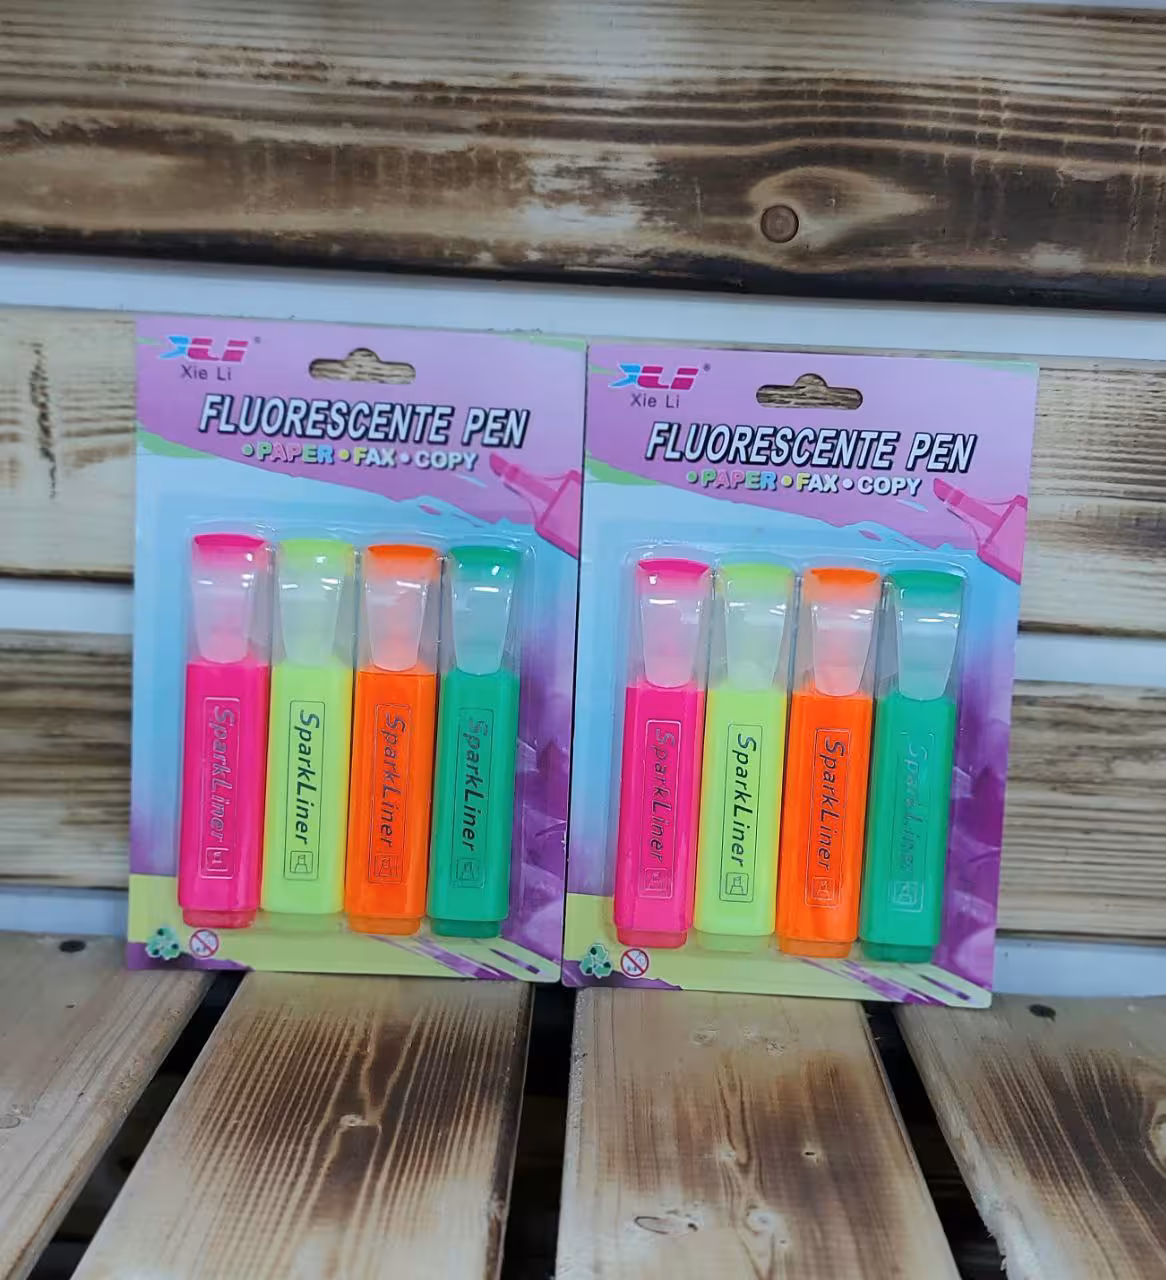 XLI®
Xie Li
FLUORESCENTE PEN
• PAPER • FAX • COPY
SparkLiner
SparkLiner
SparkLiner
SparkLiner
XLI®
Xie Li
FLUORESCENTE PEN
• PAPER • FAX • COPY
SparkLiner
SparkLiner
SparkLiner
SparkLiner